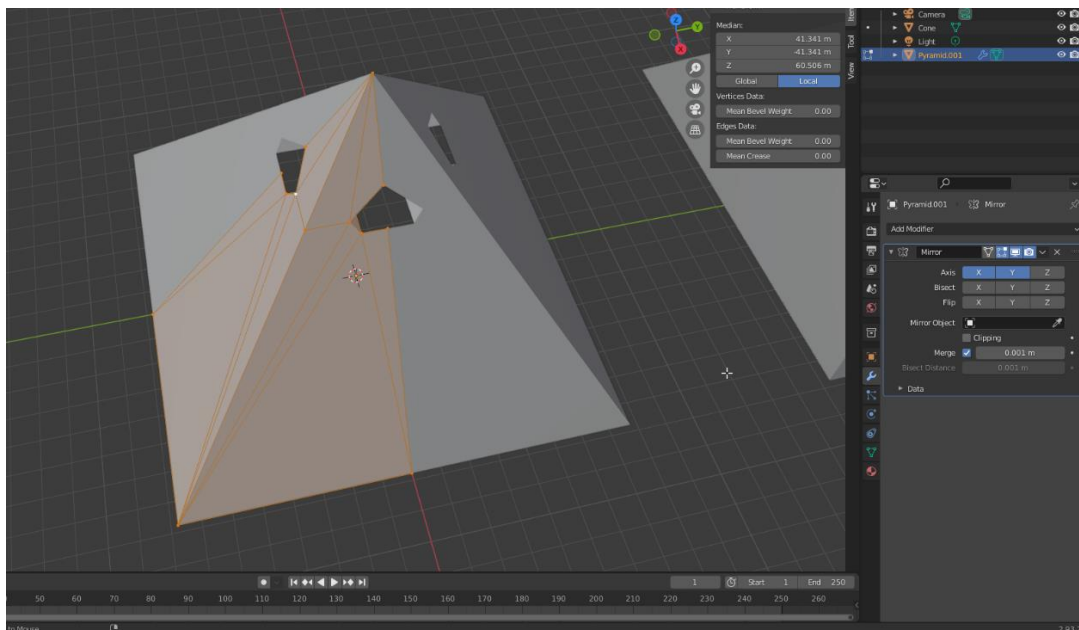 Median:
X 41.341 m
Y -41.341 m
Z 60.506 m
Global Local
Vertices Data:
Mean Bevel Weight 0.00
Edges Data:
Mean Bevel Weight 0.00
Mean Crease 0.00
Item
Tool
View
Z
Y
X
Camera
Cone
Light
Pyramid.001
Pyramid.001 Mirror
Add Modifier
Mirror
Axis X Y Z
Bisect X Y Z
Flip X Y Z
Mirror Object
Clipping
Merge 0.001 m
Bisect Distance 0.001 m
Data
1 Start 1 End 250
50 60 70 80 90 100 110 120 130 140 150 160 170 180 190 200 210 220 230 240 250 260
to Mouse